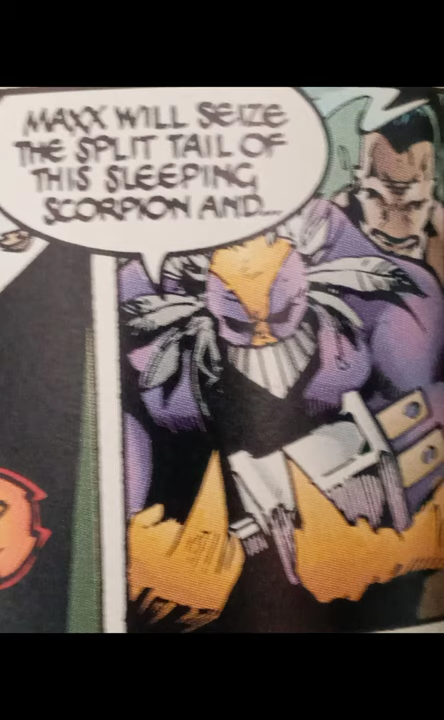 MAXX WILL SEIZE
THE SPLIT TAIL OF
THIS SLEEPING
SCORPION AND...